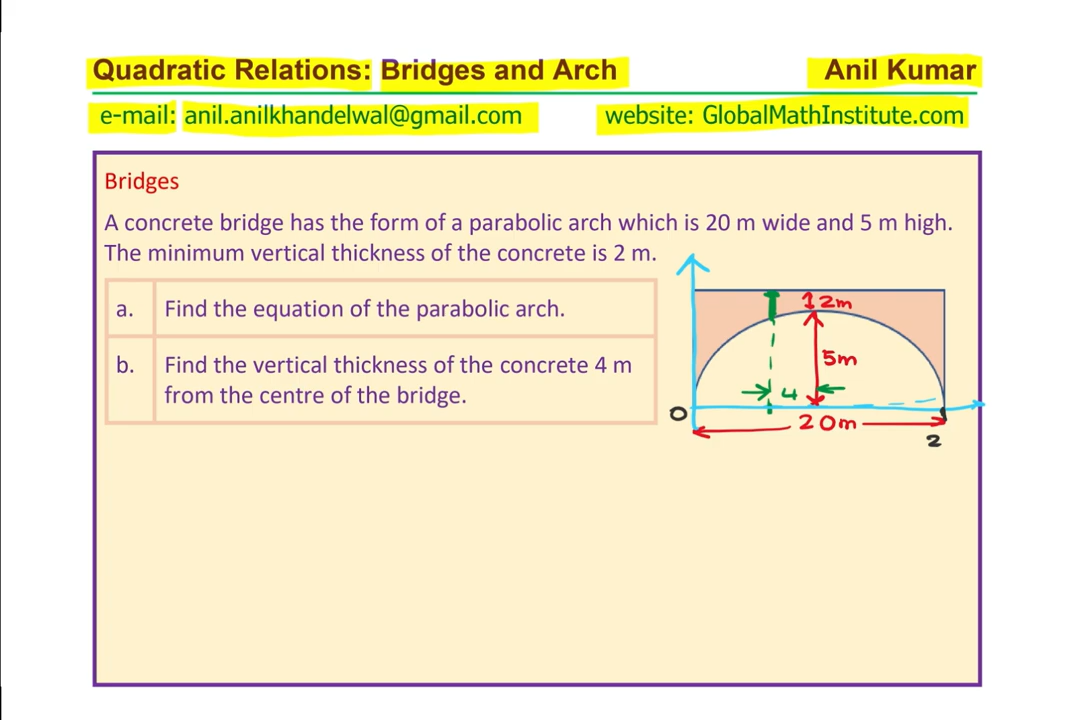 Quadratic Relations: Bridges and Arch Anil Kumar
e-mail: anil.anilkhandelwal@gmail.com website: GlobalMathInstitute.com
Bridges
A concrete bridge has the form of a parabolic arch which is 20 m wide and 5 m high.
The minimum vertical thickness of the concrete is 2 m.
a. Find the equation of the parabolic arch.
b. Find the vertical thickness of the concrete 4 m
from the centre of the bridge.
2m
5m
4
0
20m
2